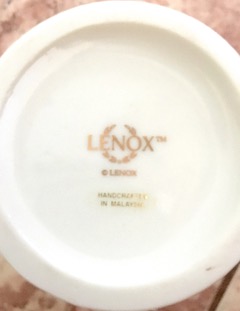 LENOX™
© LENOX
HANDCRAFTED
IN MALAYSIA